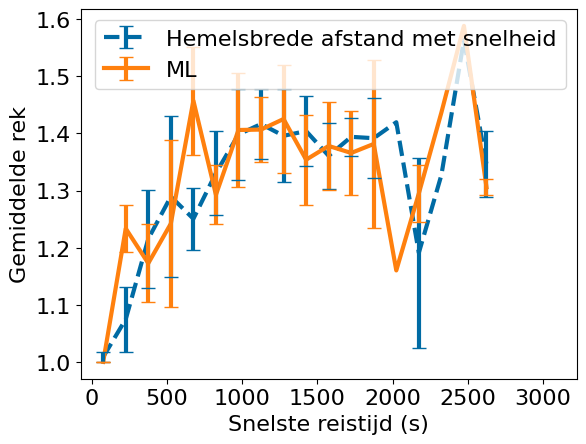 Hemelsbrede afstand met snelheid
ML
1.6
1.5
1.4
1.3
1.2
1.1
1.0
Gemiddelde rek
0 500 1000 1500 2000 2500 3000
Snelste reistijd (s)